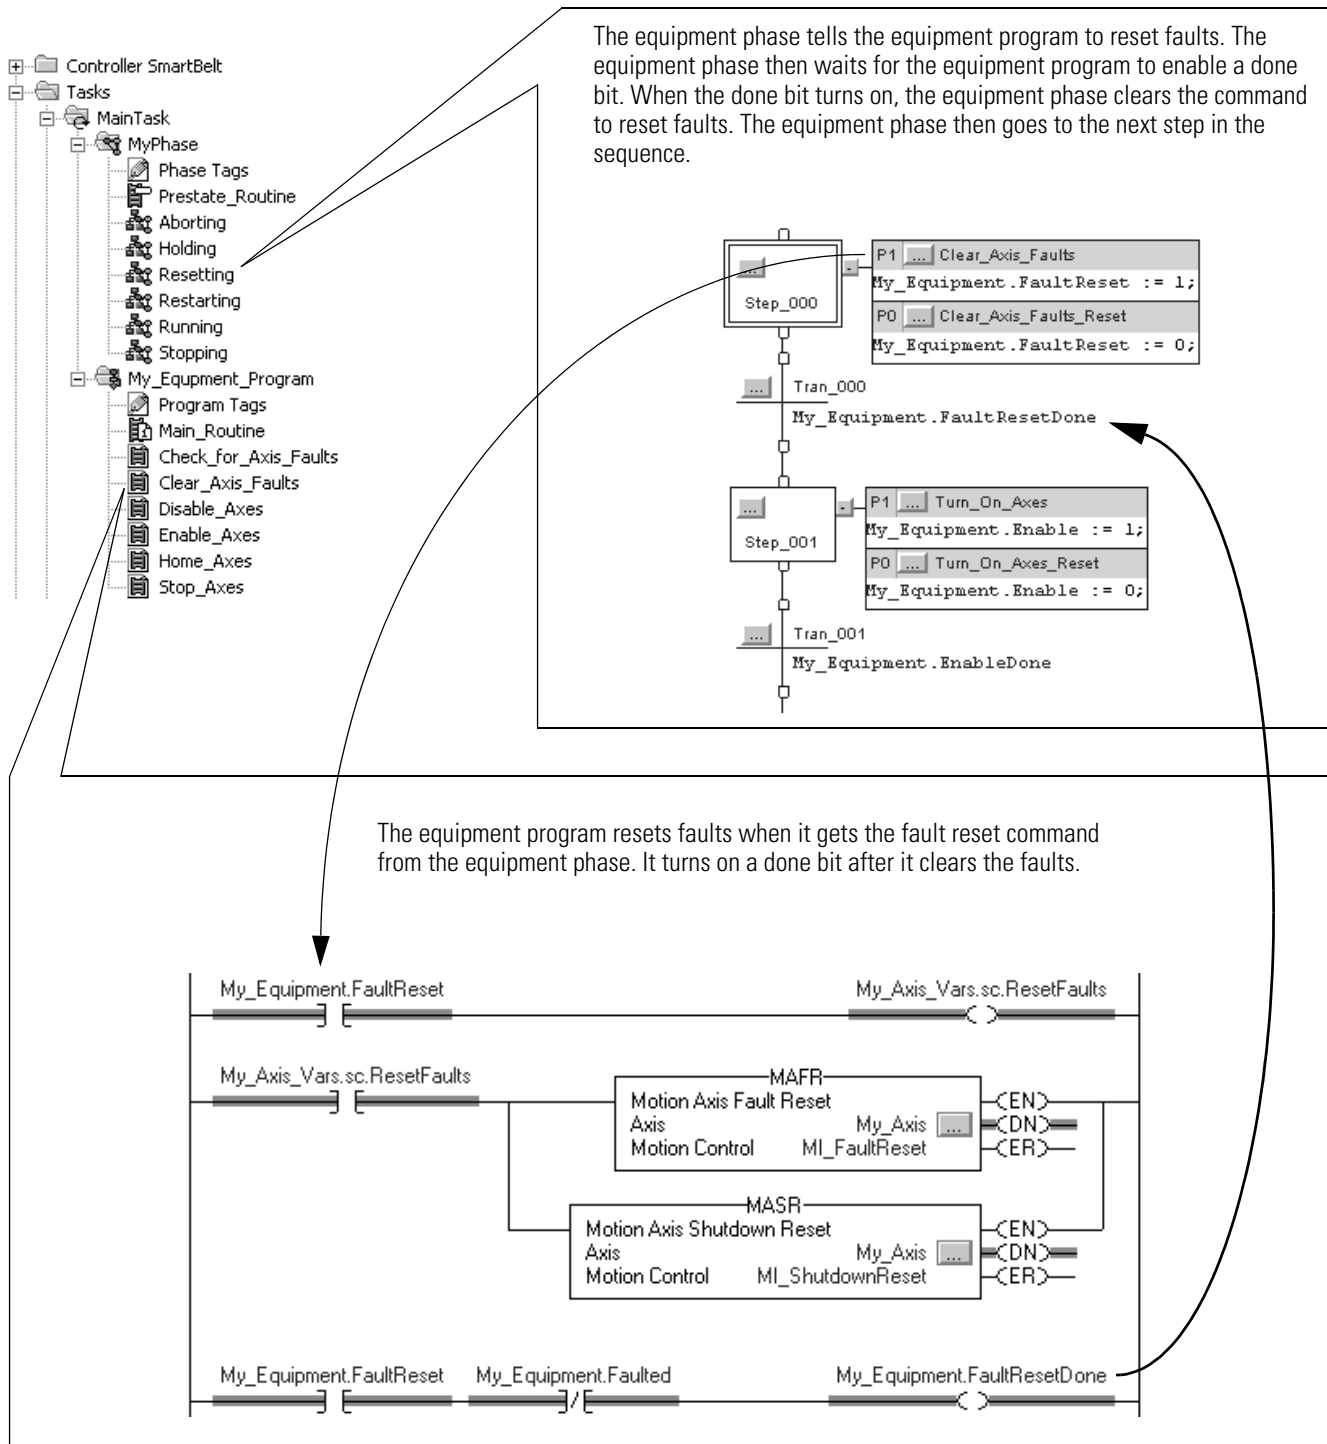 The equipment phase tells the equipment program to reset faults. The
equipment phase then waits for the equipment program to enable a done
bit. When the done bit turns on, the equipment phase clears the command
to reset faults. The equipment phase then goes to the next step in the
sequence.
Controller SmartBelt
Tasks
MainTask
MyPhase
Phase Tags
Prestate_Routine
Aborting
Holding
Resetting
Restarting
Running
Stopping
My_Equpment_Program
Program Tags
Main_Routine
Check_for_Axis_Faults
Clear_Axis_Faults
Disable_Axes
Enable_Axes
Home_Axes
Stop_Axes
...
Step_000
P1 ... Clear_Axis_Faults
My_Equipment.FaultReset := 1;
P0 ... Clear_Axis_Faults_Reset
My_Equipment.FaultReset := 0;
... Tran_000
My_Equipment.FaultResetDone
...
Step_001
P1 ... Turn_On_Axes
My_Equipment.Enable := 1;
P0 ... Turn_On_Axes_Reset
My_Equipment.Enable := 0;
... Tran_001
My_Equipment.EnableDone
The equipment program resets faults when it gets the fault reset command
from the equipment phase. It turns on a done bit after it clears the faults.
My_Equipment.FaultReset My_Axis_Vars.sc.ResetFaults
My_Axis_Vars.sc.ResetFaults
MAFR
Motion Axis Fault Reset EN
Axis My_Axis ... DN
Motion Control MI_FaultReset ER
MASR
Motion Axis Shutdown Reset EN
Axis My_Axis ... DN
Motion Control MI_ShutdownReset ER
My_Equipment.FaultReset My_Equipment.Faulted My_Equipment.FaultResetDone